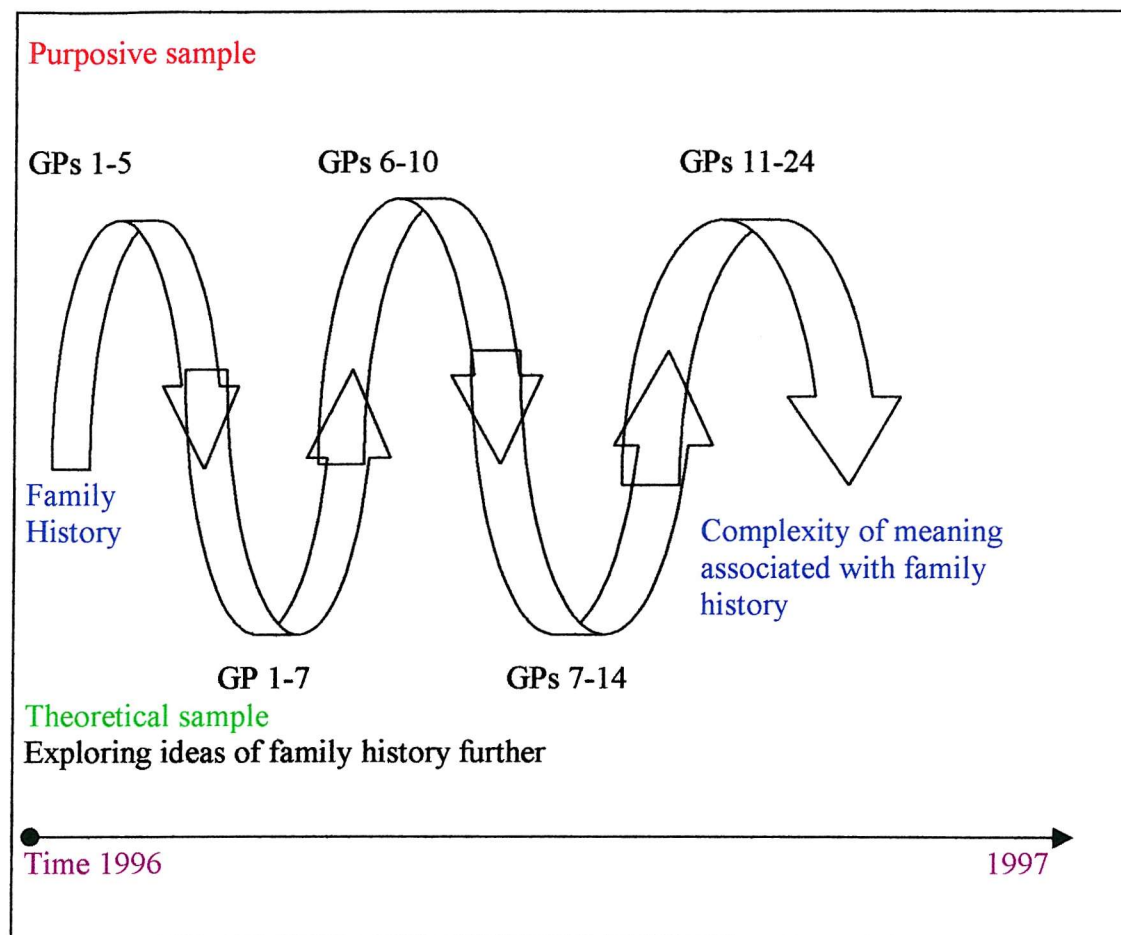 Purposive sample
GPs 1-5
GPs 6-10
GPs 11-24
Family
History
Complexity of meaning
associated with family
history
GP 1-7
GPs 7-14
Theoretical sample
Exploring ideas of family history further
Time 1996
1997